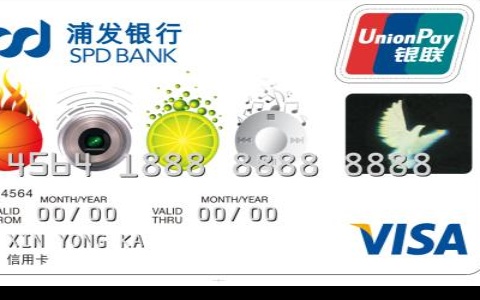 浦发银行
SPD BANK
UnionPay
银联
4564 1888 8888 8888
4564
MONTH/YEAR MONTH/YEAR
VALID FROM 00/00 VALID THRU 00/00
XIN YONG KA
信用卡
VISA